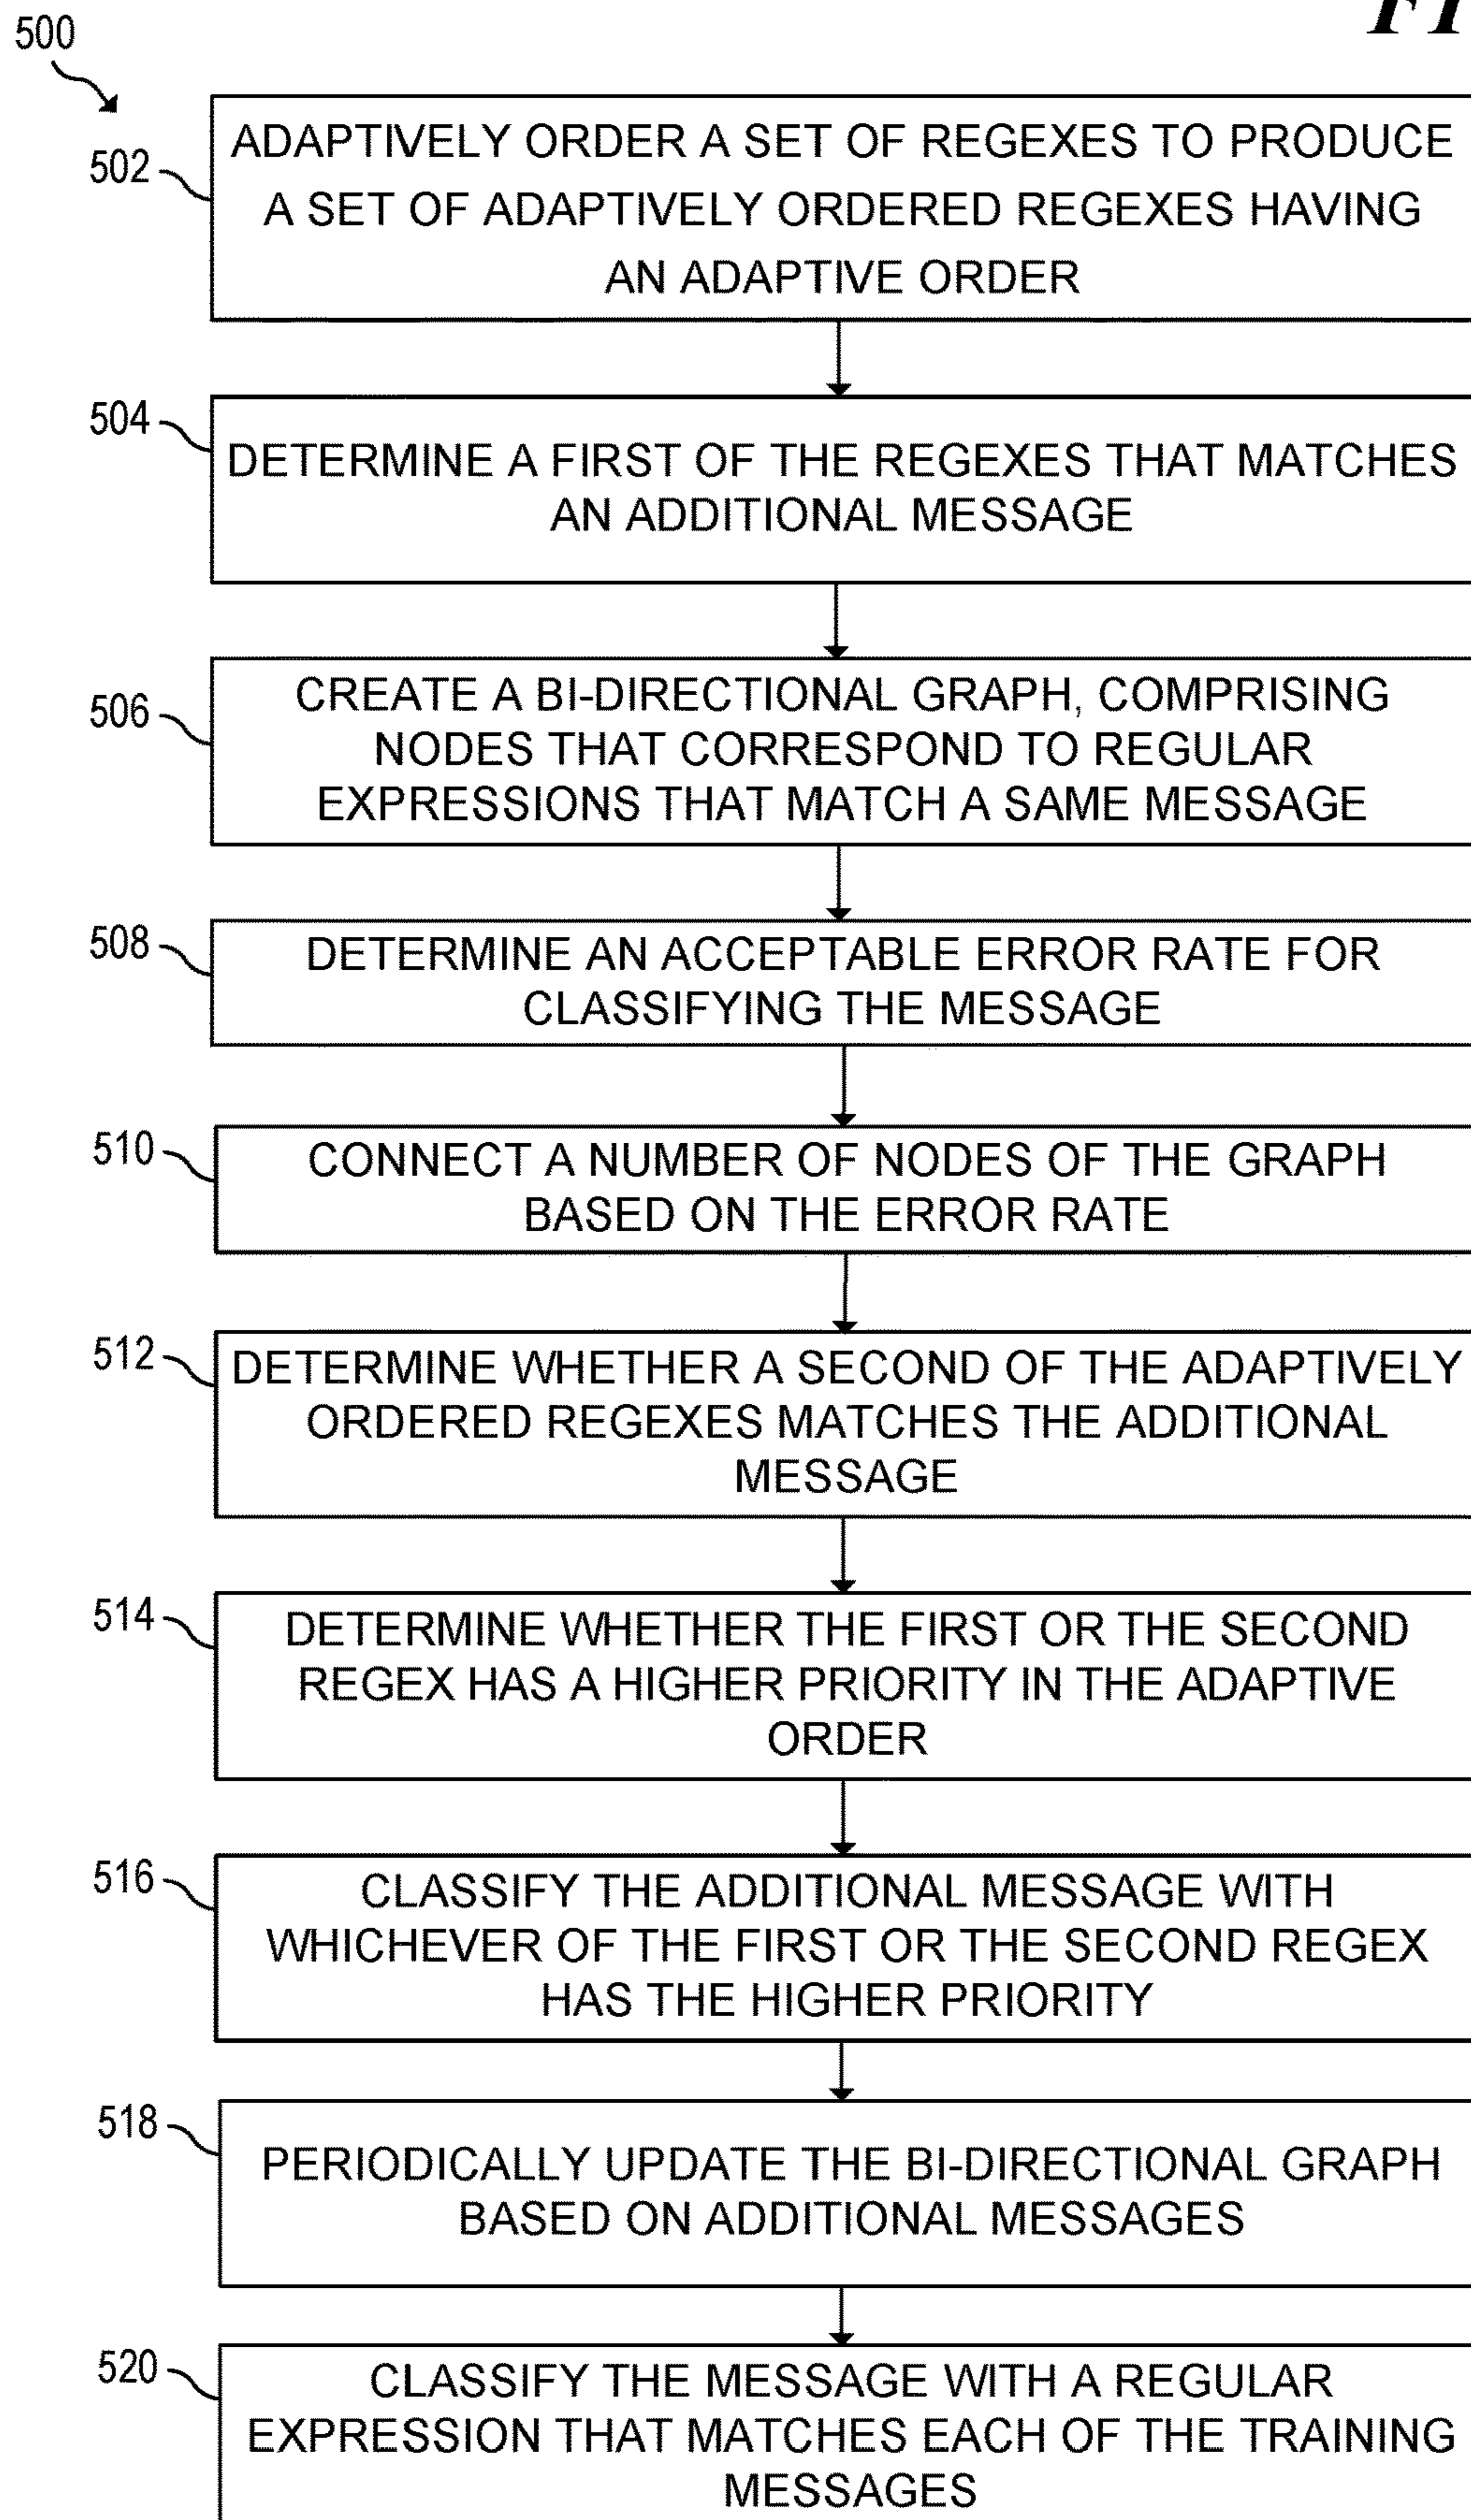 500
502
ADAPTIVELY ORDER A SET OF REGEXES TO PRODUCE
A SET OF ADAPTIVELY ORDERED REGEXES HAVING
AN ADAPTIVE ORDER
504
DETERMINE A FIRST OF THE REGEXES THAT MATCHES
AN ADDITIONAL MESSAGE
506
CREATE A BI-DIRECTIONAL GRAPH, COMPRISING
NODES THAT CORRESPOND TO REGULAR
EXPRESSIONS THAT MATCH A SAME MESSAGE
508
DETERMINE AN ACCEPTABLE ERROR RATE FOR
CLASSIFYING THE MESSAGE
510
CONNECT A NUMBER OF NODES OF THE GRAPH
BASED ON THE ERROR RATE
512
DETERMINE WHETHER A SECOND OF THE ADAPTIVELY
ORDERED REGEXES MATCHES THE ADDITIONAL
MESSAGE
514
DETERMINE WHETHER THE FIRST OR THE SECOND
REGEX HAS A HIGHER PRIORITY IN THE ADAPTIVE
ORDER
516
CLASSIFY THE ADDITIONAL MESSAGE WITH
WHICHEVER OF THE FIRST OR THE SECOND REGEX
HAS THE HIGHER PRIORITY
518
PERIODICALLY UPDATE THE BI-DIRECTIONAL GRAPH
BASED ON ADDITIONAL MESSAGES
520
CLASSIFY THE MESSAGE WITH A REGULAR
EXPRESSION THAT MATCHES EACH OF THE TRAINING
MESSAGES